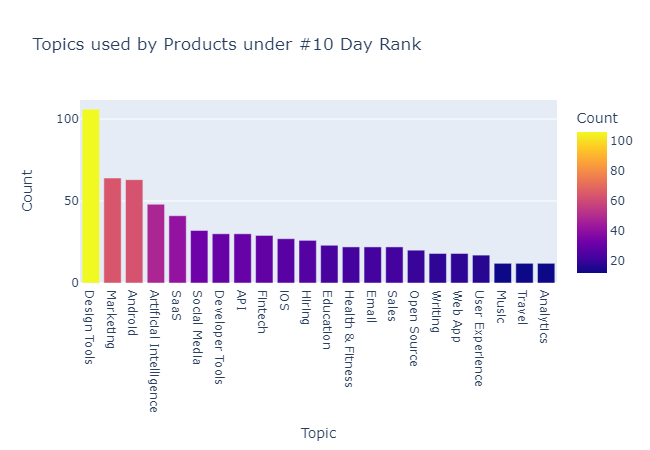 Topics used by Products under #10 Day Rank
Count
100
50
0
Design Tools
Marketing
Android
Artificial Intelligence
SaaS
Social Media
Developer Tools
API
Fintech
iOS
Hiring
Education
Health & Fitness
Email
Sales
Open Source
Writing
Web App
User Experience
Music
Travel
Analytics
Topic
Count
100
80
60
40
20